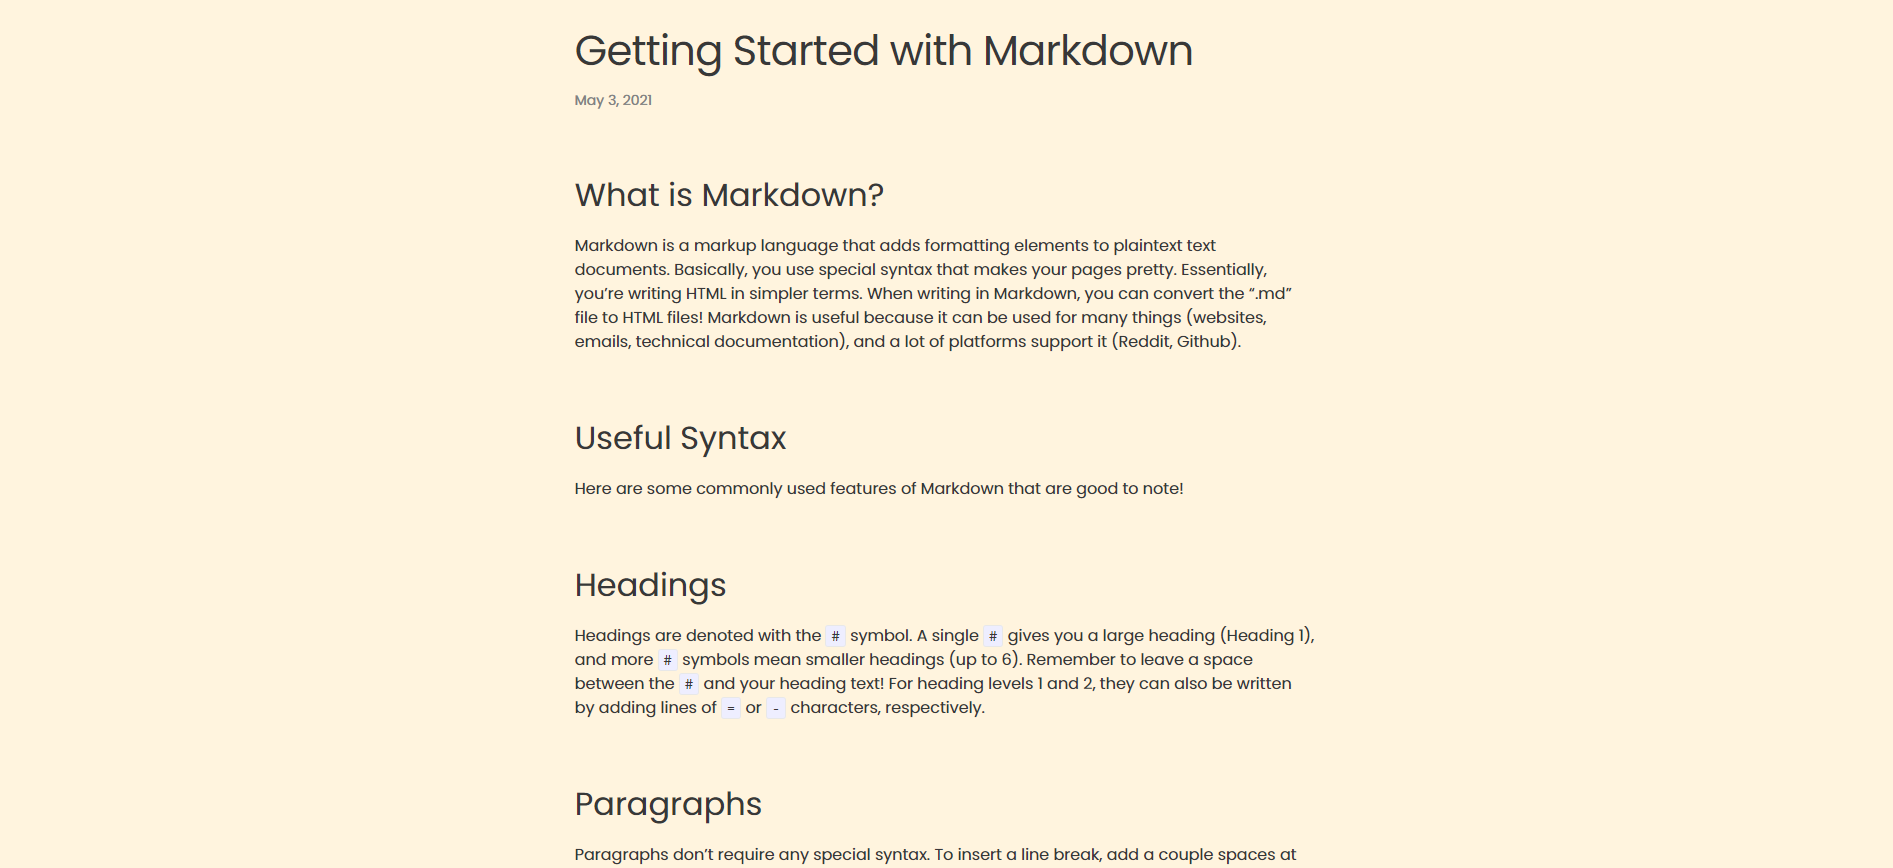 Getting Started with Markdown
May 3, 2021
What is Markdown?
Markdown is a markup language that adds formatting elements to plaintext text
documents. Basically, you use special syntax that makes your pages pretty. Essentially,
you’re writing HTML in simpler terms. When writing in Markdown, you can convert the “.md”
file to HTML files! Markdown is useful because it can be used for many things (websites,
emails, technical documentation), and a lot of platforms support it (Reddit, Github).
Useful Syntax
Here are some commonly used features of Markdown that are good to note!
Headings
Headings are denoted with the # symbol. A single # gives you a large heading (Heading 1),
and more # symbols mean smaller headings (up to 6). Remember to leave a space
between the # and your heading text! For heading levels 1 and 2, they can also be written
by adding lines of = or - characters, respectively.
Paragraphs
Paragraphs don’t require any special syntax. To insert a line break, add a couple spaces at